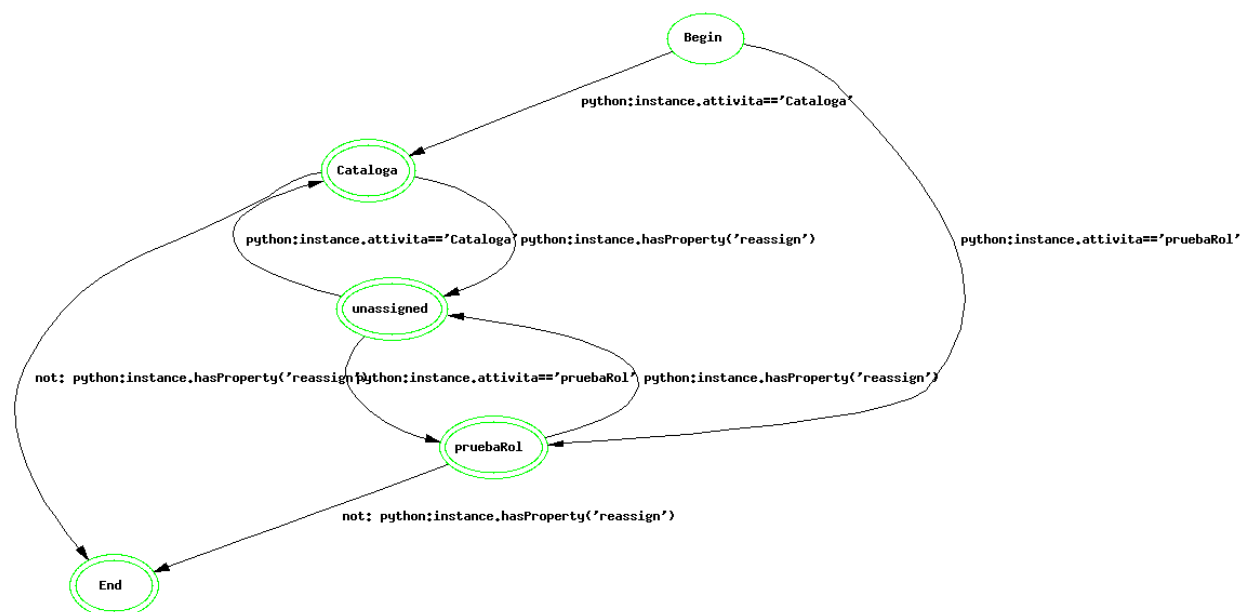 Begin
python:instance.attivita=='Cataloga'
Cataloga
python:instance.attivita=='Cataloga'
python:instance.hasProperty('reassign')
python:instance.attivita=='pruebaRol'
unassigned
not: python:instance.hasProperty('reassign')
python:instance.attivita=='pruebaRol'
python:instance.hasProperty('reassign')
pruebaRol
not: python:instance.hasProperty('reassign')
End